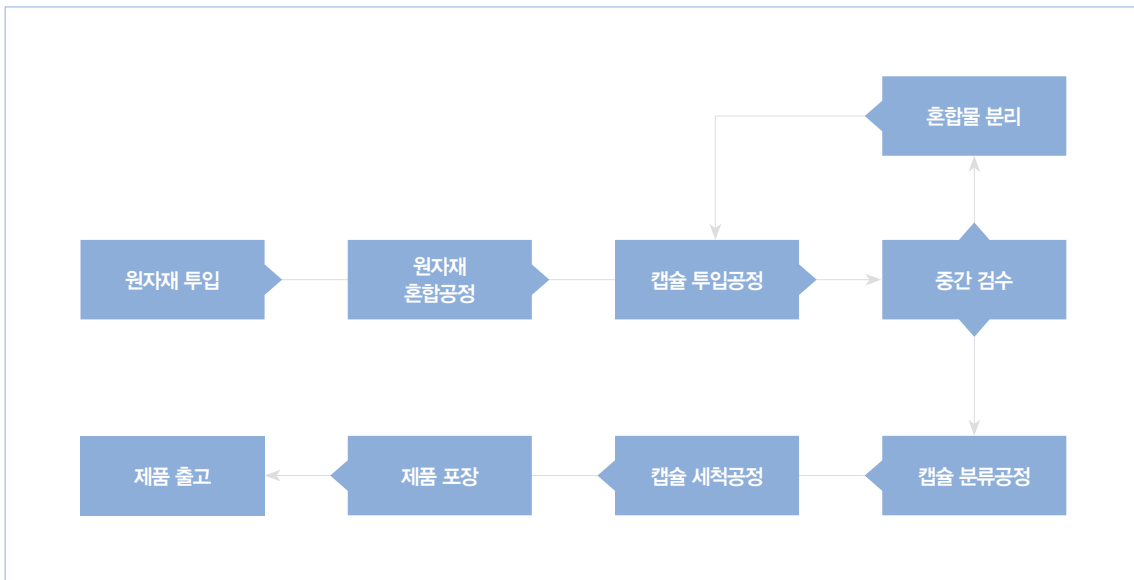 혼합물 분리
원자재 투입
원자재
혼합공정
캡슐 투입공정
중간 검수
제품 출고
제품 포장
캡슐 세척공정
캡슐 분류공정